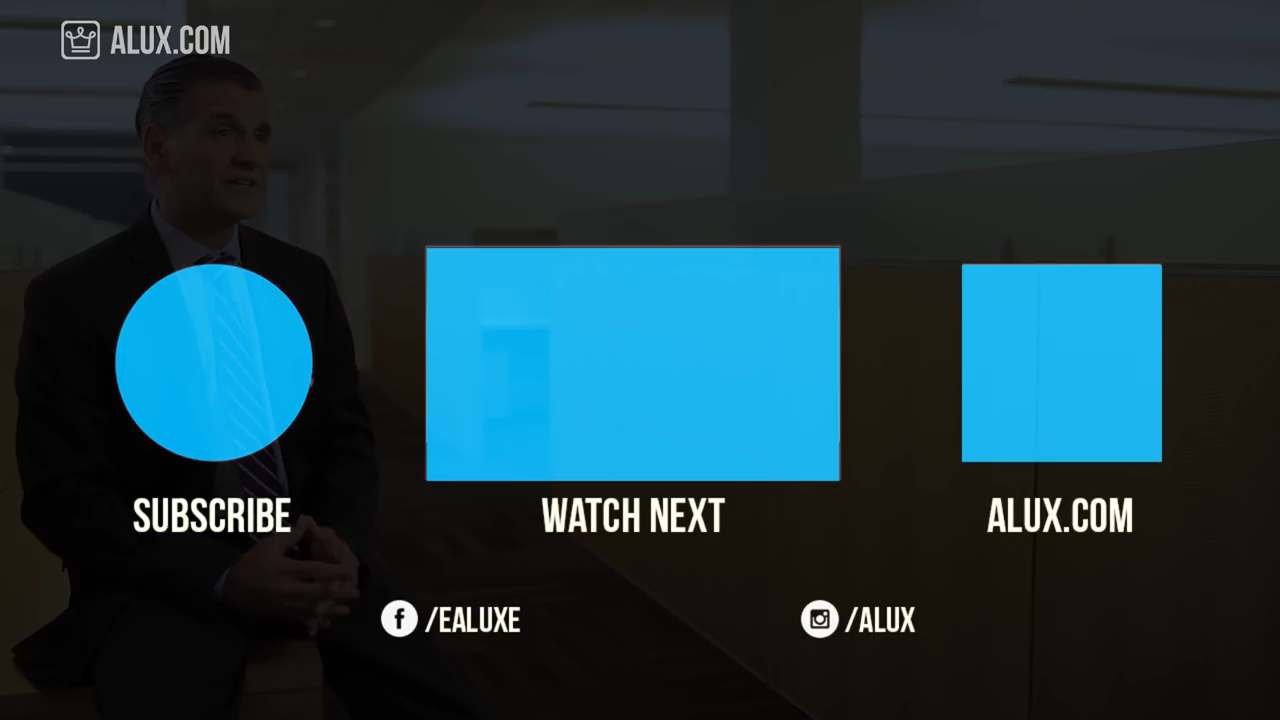 ALUX.COM
SUBSCRIBE
WATCH NEXT
ALUX.COM
/EALUXE
/ALUX